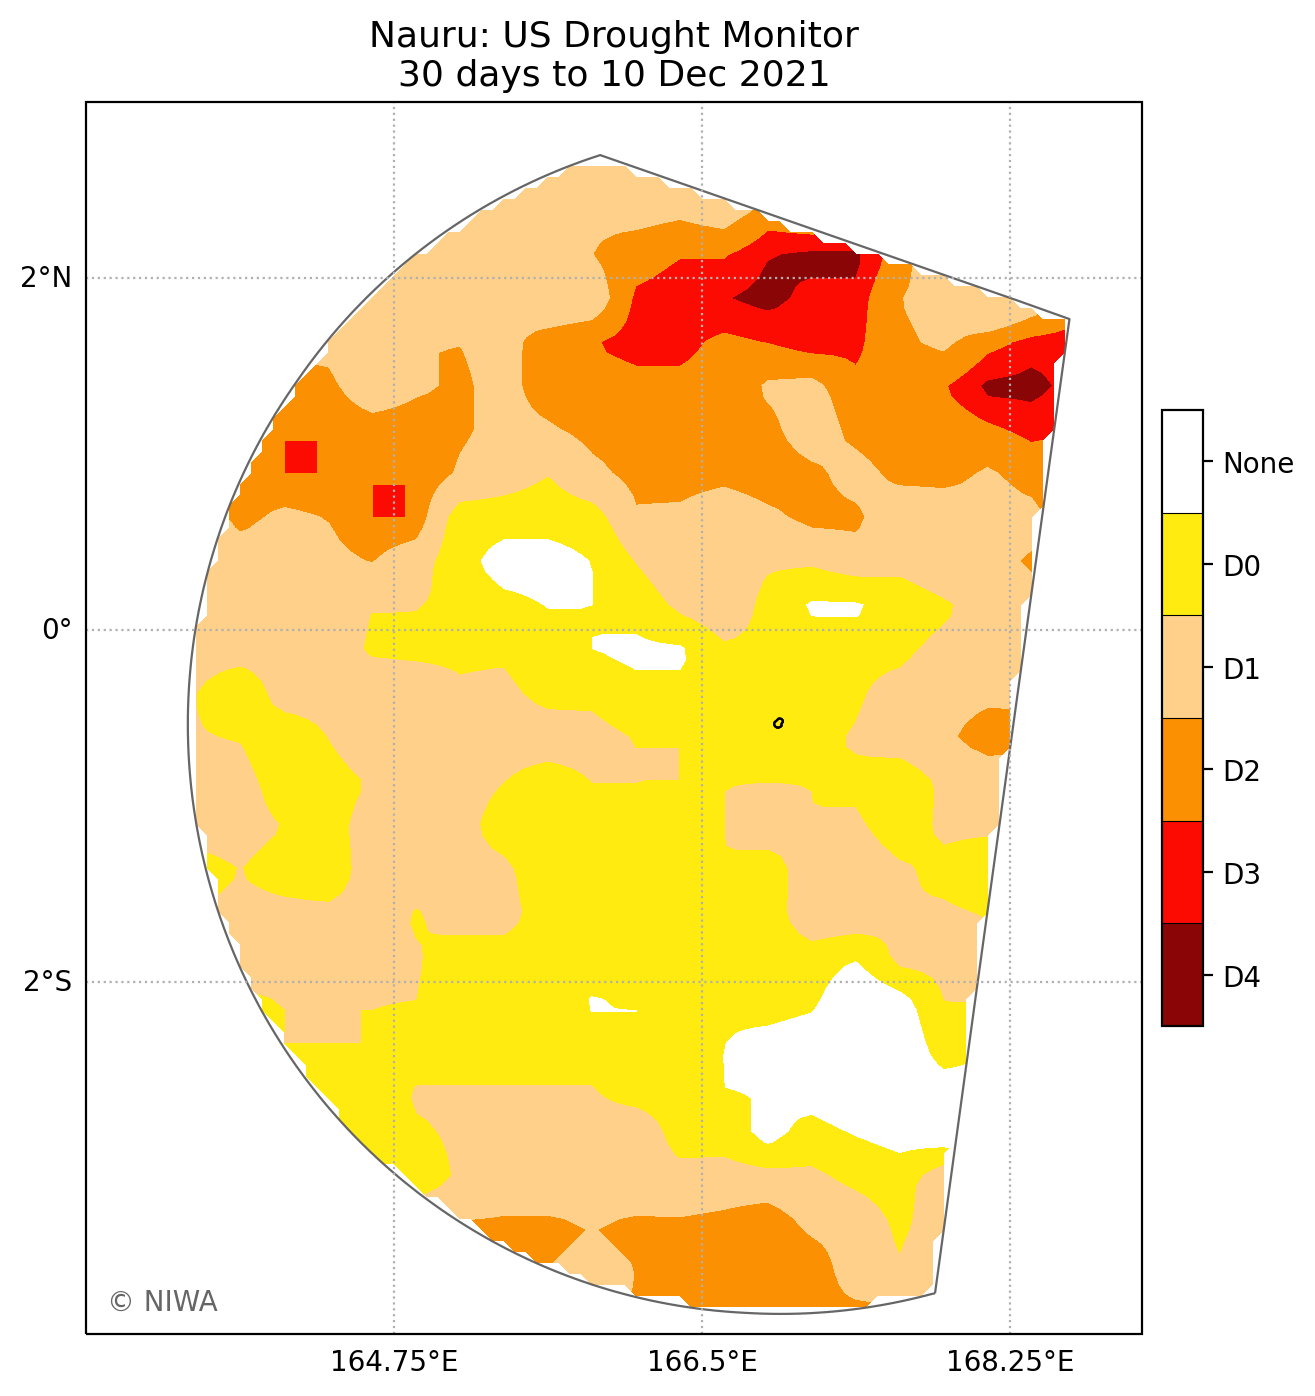 Nauru: US Drought Monitor
30 days to 10 Dec 2021
2°N
0°
2°S
164.75°E
166.5°E
168.25°E
None
D0
D1
D2
D3
D4
© NIWA